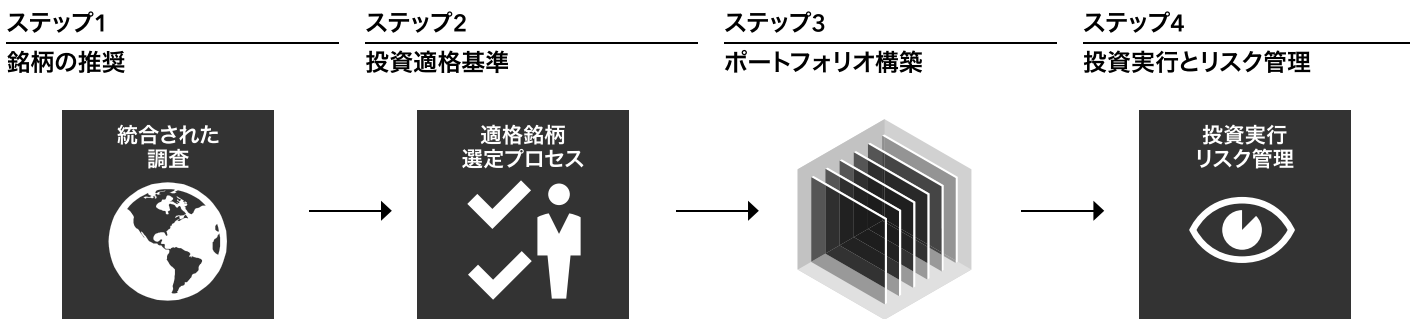 ステップ1
銘柄の推奨
統合された
調査
ステップ2
投資適格基準
適格銘柄
選定プロセス
ステップ3
ポートフォリオ構築
ステップ4
投資実行とリスク管理
投資実行
リスク管理